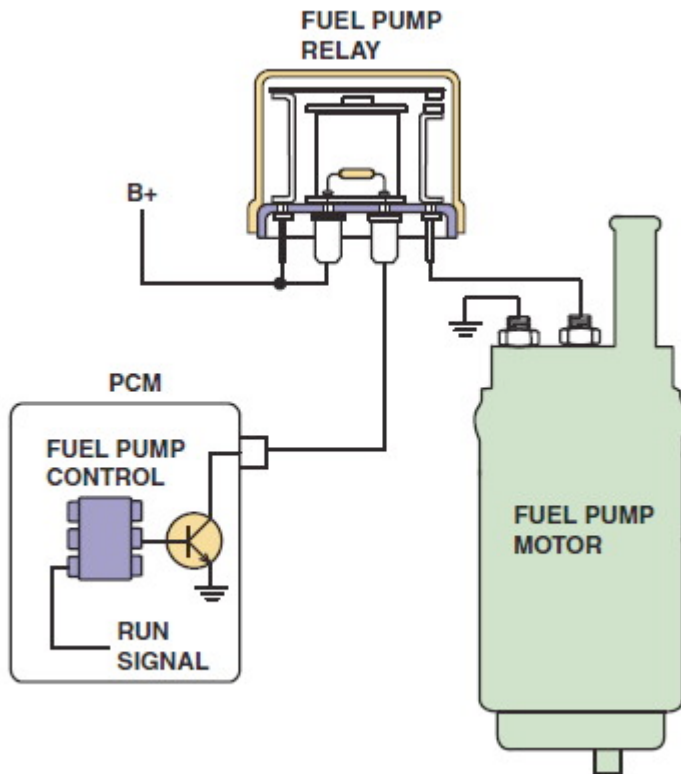 FUEL PUMP
RELAY
B+
PCM
FUEL PUMP
CONTROL
RUN
SIGNAL
FUEL PUMP
MOTOR